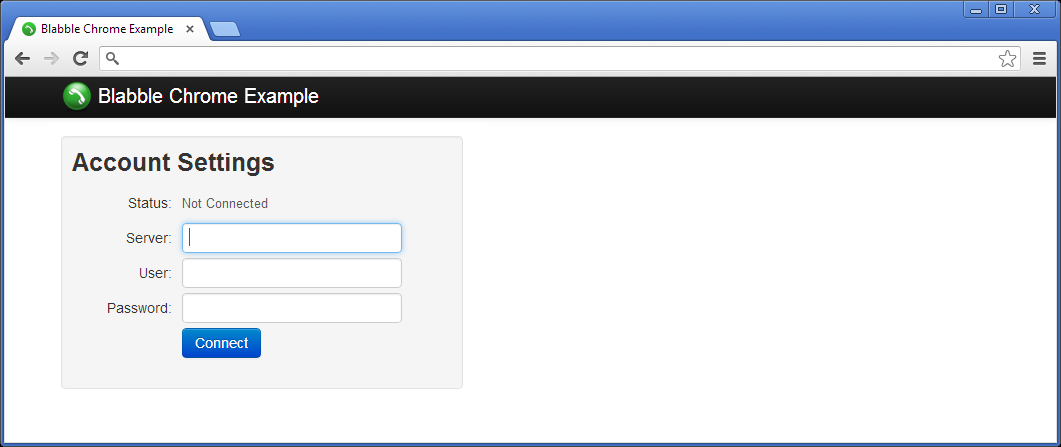 Blabble Chrome Example
Blabble Chrome Example
Account Settings
Status: Not Connected
Server:
User:
Password:
Connect